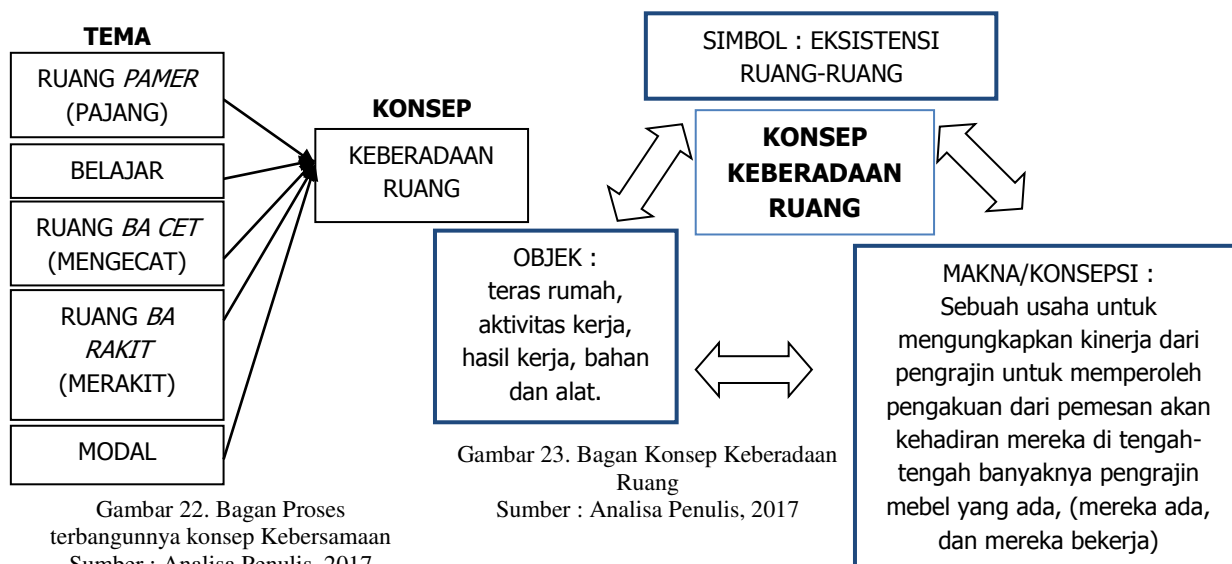 TEMA
RUANG PAMER
(PAJANG)
BELAJAR
RUANG BA CET
(MENGECAT)
RUANG BA
RAKIT
(MERAKIT)
MODAL
KONSEP
KEBERADAAN
RUANG
Gambar 22. Bagan Proses
terbangunnya konsep Kebersamaan
Sumber : Analisa Penulis, 2017
SIMBOL : EKSISTENSI
RUANG-RUANG
KONSEP
KEBERADAAN
RUANG
OBJEK :
teras rumah,
aktivitas kerja,
hasil kerja, bahan
dan alat.
MAKNA/KONSEPSI :
Sebuah usaha untuk
mengungkapkan kinerja dari
pengrajin untuk memperoleh
pengakuan dari pemesan akan
kehadiran mereka di tengah-
tengah banyaknya pengrajin
mebel yang ada, (mereka ada,
dan mereka bekerja)
Gambar 23. Bagan Konsep Keberadaan
Ruang
Sumber : Analisa Penulis, 2017